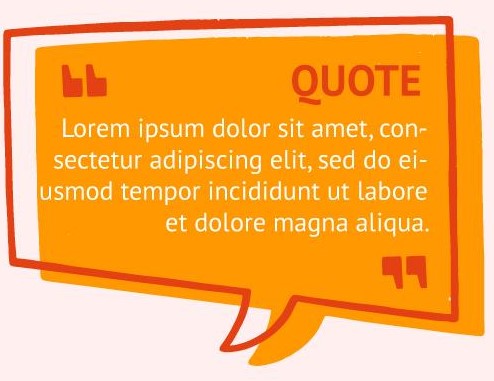 QUOTE
Lorem ipsum dolor sit amet, con-
sectetur adipiscing elit, sed do ei-
usmod tempor incididunt ut labore
et dolore magna aliqua.